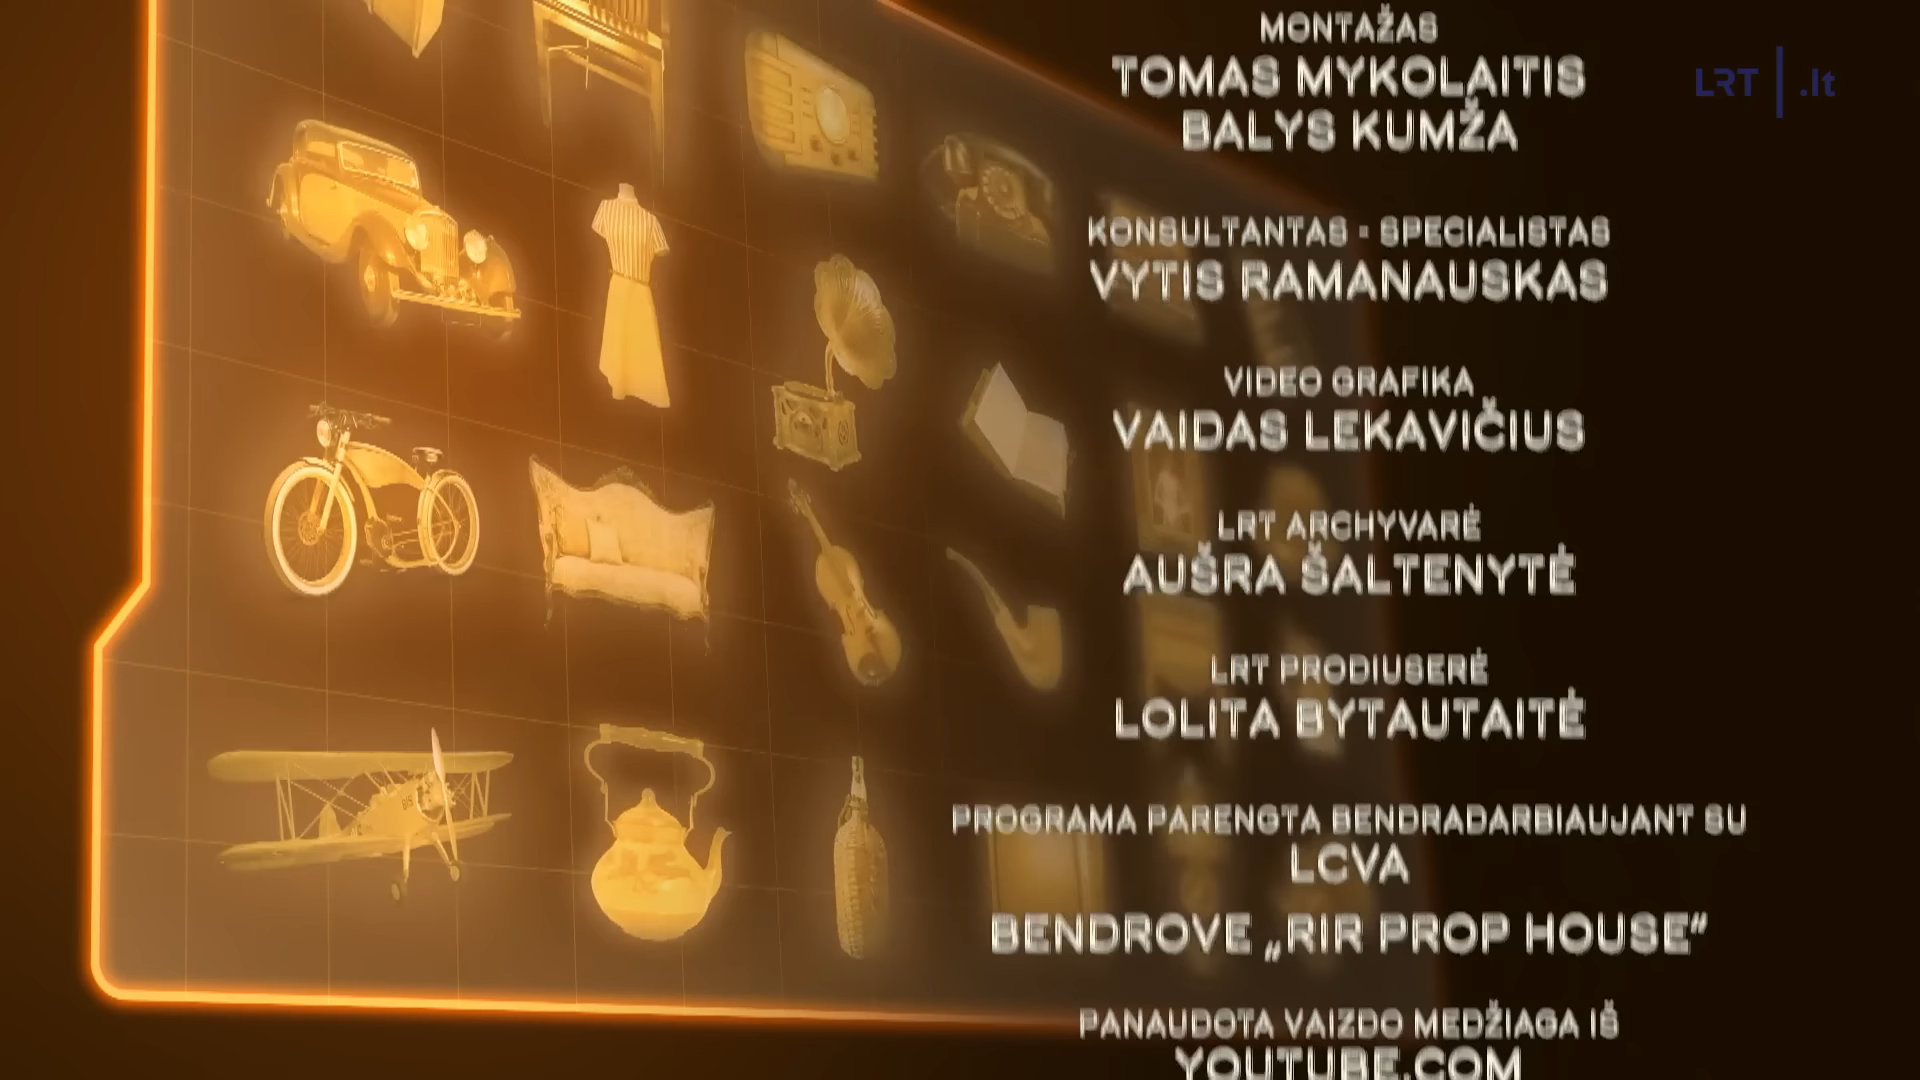 MONTAŽAS
TOMAS MYKOLAITIS
BALYS KUMŽA
LRT .lt
KONSULTANTAS - SPECIALISTAS
VYTIS RAMANAUSKAS
VIDEO GRAFIKA
VAIDAS LEKAVIČIUS
LRT ARCHYVARĖ
AUŠRA ŠALTENYTĖ
LRT PRODIUSERĖ
LOLITA BYTAUTAITĖ
PROGRAMA PARENGTA BENDRADARBIAUJANT SU
LCVA
BENDROVE „RIR PROP HOUSE"
PANAUDOTA VAIZDO MEDŽIAGA IŠ
YOUTUBE.COM